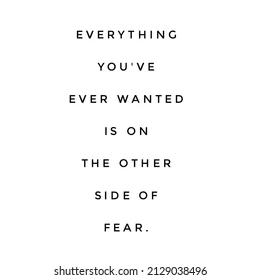 EVERYTHING
YOU'VE
EVER WANTED
IS ON
THE OTHER
SIDE OF
FEAR.
shutterstock.com · 2129038496